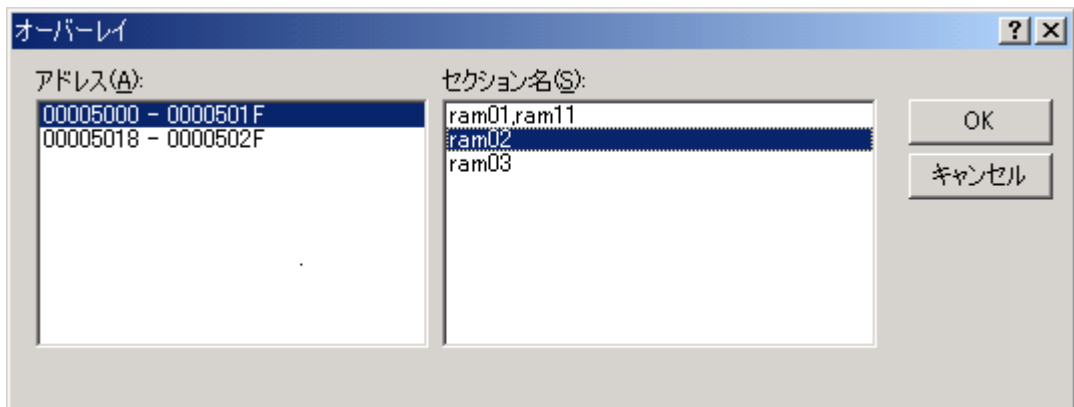 オーバーレイ
アドレス(A):
00005000 - 0000501F
00005018 - 0000502F
セクション名(S):
ram01,ram11
ram02
ram03
OK
キャンセル